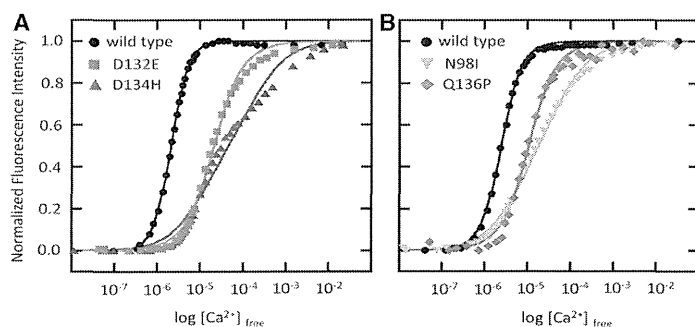 A
B
Normalized Fluorescence Intensity
1.0
0.8
0.6
0.4
0.2
0.0
wild type
D132E
D134H
wild type
N98I
Q136P
10-7
10-6
10-5
10-4
10-3
10-2
10-7
10-6
10-5
10-4
10-3
10-2
log [Ca2+] free
log [Ca2+] free